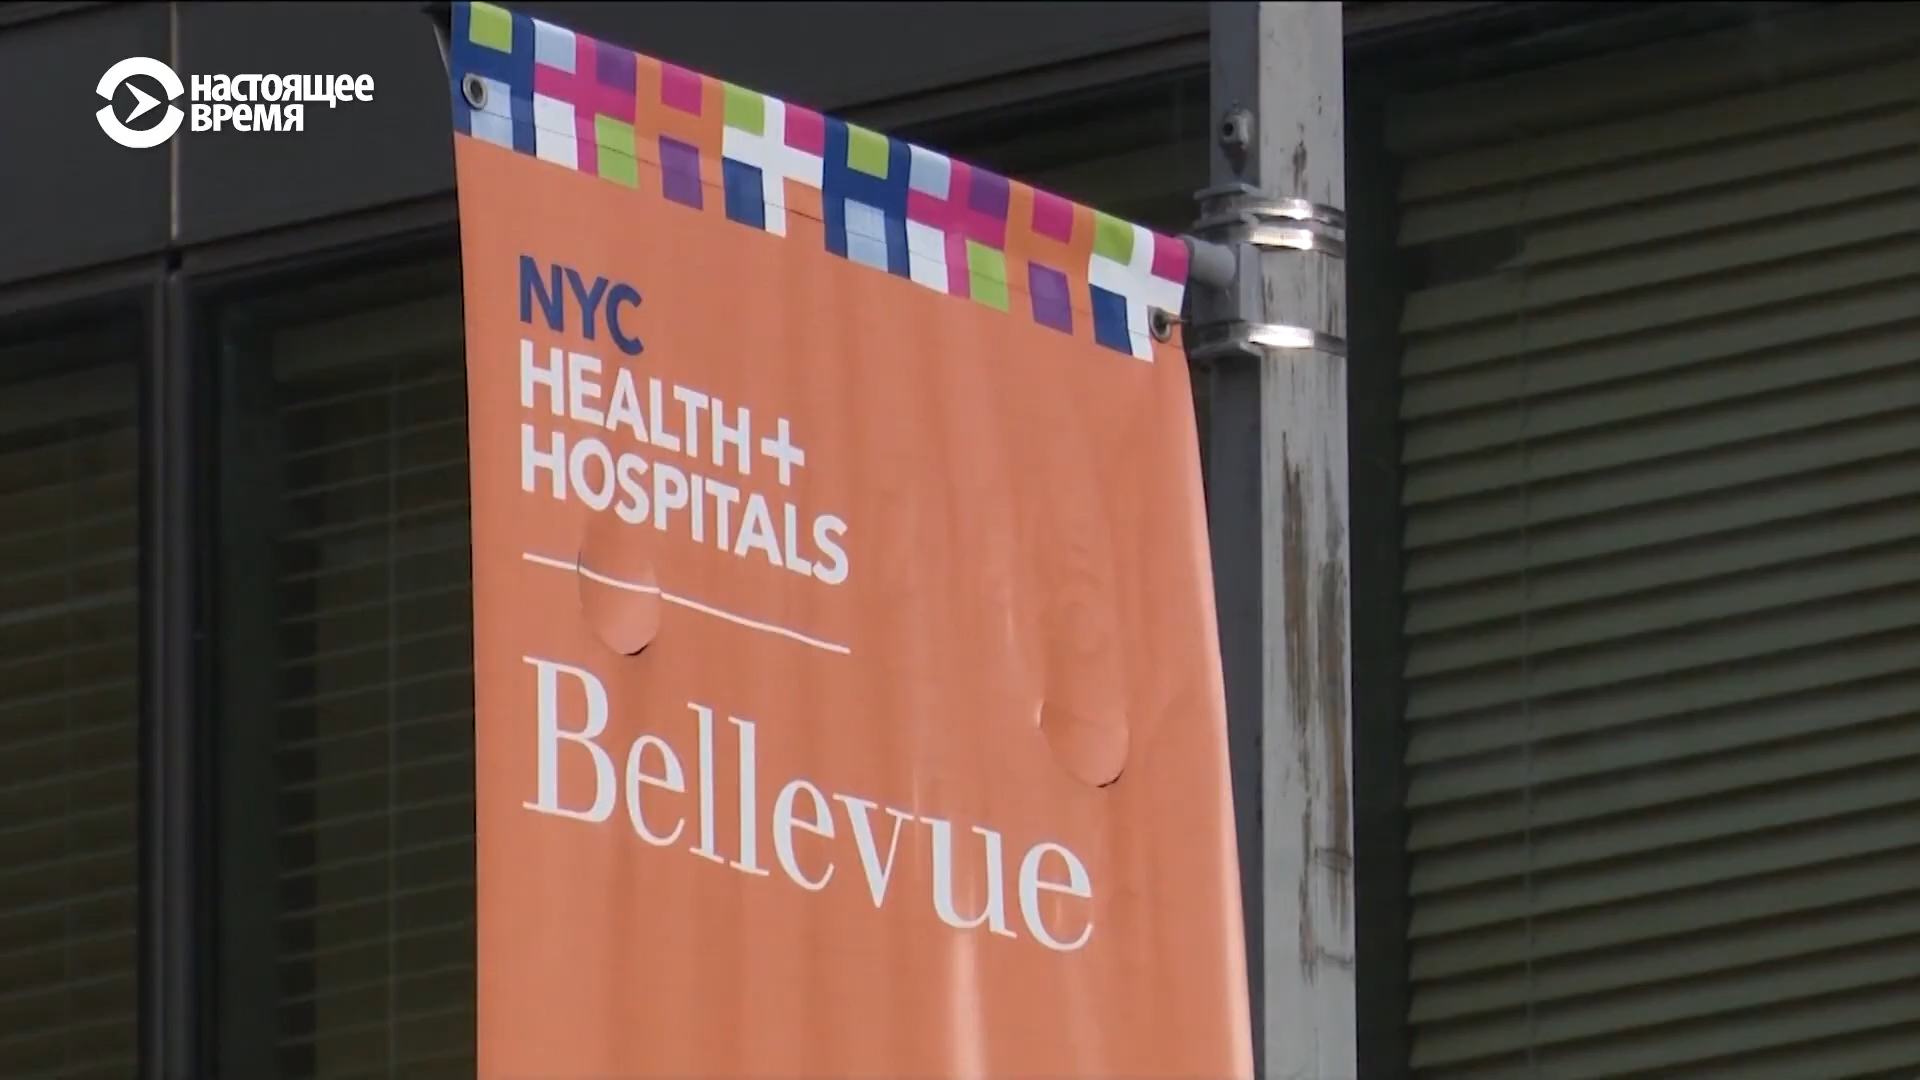 НАСТОЯЩЕЕ
ВРЕМЯ
NYC
HEALTH+
HOSPITALS
Bellevue